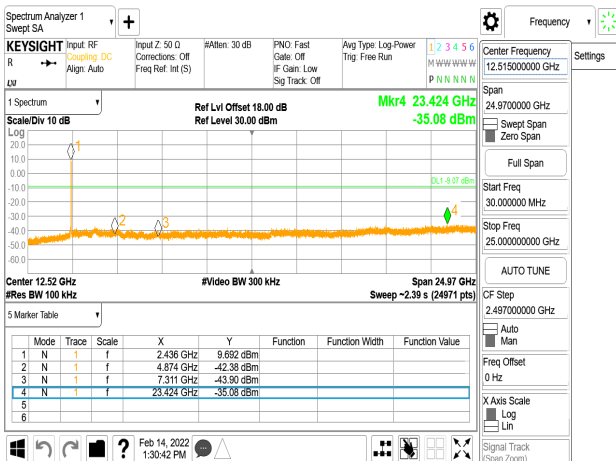 Spectrum Analyzer 1
Swept SA
Frequency
KEYSIGHT
R
LXI
Input: RF
Coupling: DC
Align: Auto
Input Z: 50 Ω
Corrections: Off
Freq Ref: Int (S)
#Atten: 30 dB
PNO: Fast
Gate: Off
IF Gain: Low
Sig Track: Off
Avg Type: Log-Power
Trig: Free Run
1 2 3 4 5 6
M W W W W W
P N N N N N
1 Spectrum
Scale/Div 10 dB
Ref Lvl Offset 18.00 dB
Ref Level 30.00 dBm
Mkr4 23.424 GHz
-35.08 dBm
Log
20.0
10.0
0.00
-10.0
-20.0
-30.0
-40.0
-50.0
-60.0
1
2
3
4
DL1 -9.07 dBm
Center 12.52 GHz
#Res BW 100 kHz
#Video BW 300 kHz
Span 24.97 GHz
Sweep ~2.39 s (24971 pts)
5 Marker Table
Mode Trace Scale X Y Function Function Width Function Value
1 N 1 f 2.436 GHz 9.692 dBm
2 N 1 f 4.874 GHz -42.38 dBm
3 N 1 f 7.311 GHz -43.90 dBm
4 N 1 f 23.424 GHz -35.08 dBm
5
6
Feb 14, 2022
1:30:42 PM
?
Center Frequency
12.515000000 GHz
Settings
Span
24.9700000 GHz
Swept Span
Zero Span
Full Span
Start Freq
30.000000 MHz
Stop Freq
25.000000000 GHz
AUTO TUNE
CF Step
2.497000000 GHz
Auto
Man
Freq Offset
0 Hz
X Axis Scale
Log
Lin
Signal Track
(Span Zoom)